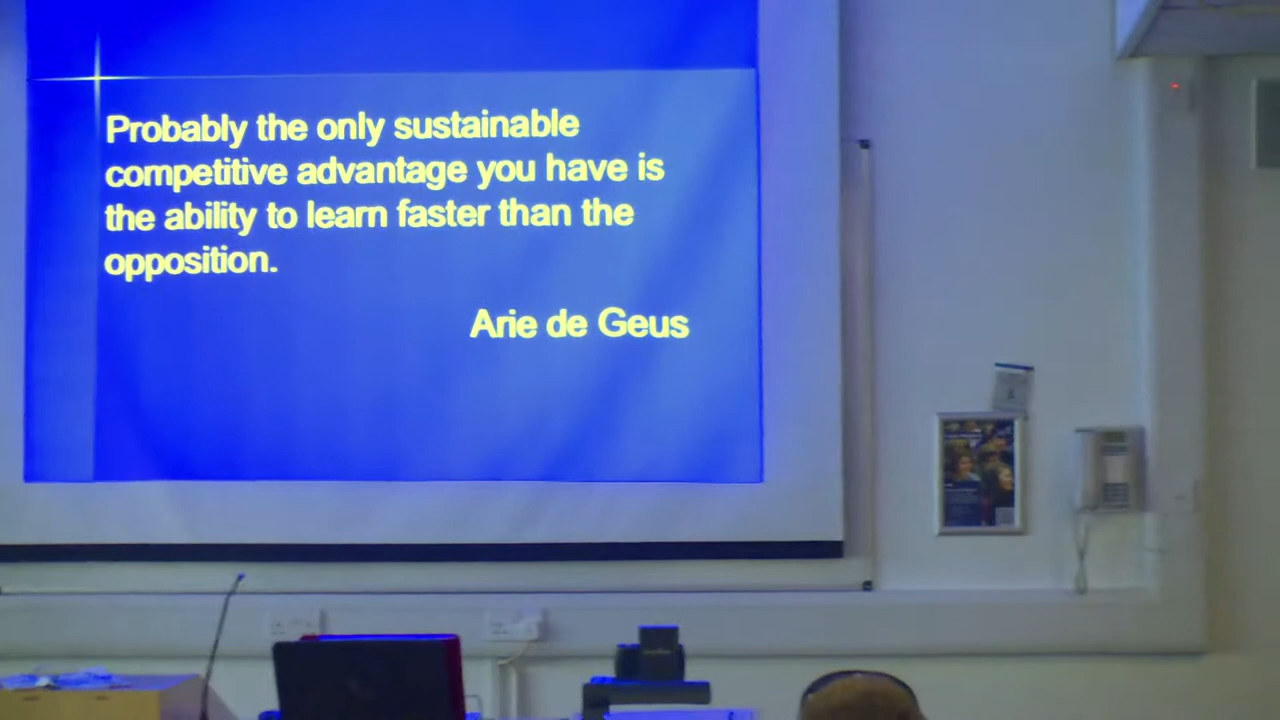 Probably the only sustainable
competitive advantage you have is
the ability to learn faster than the
opposition.
Arie de Geus